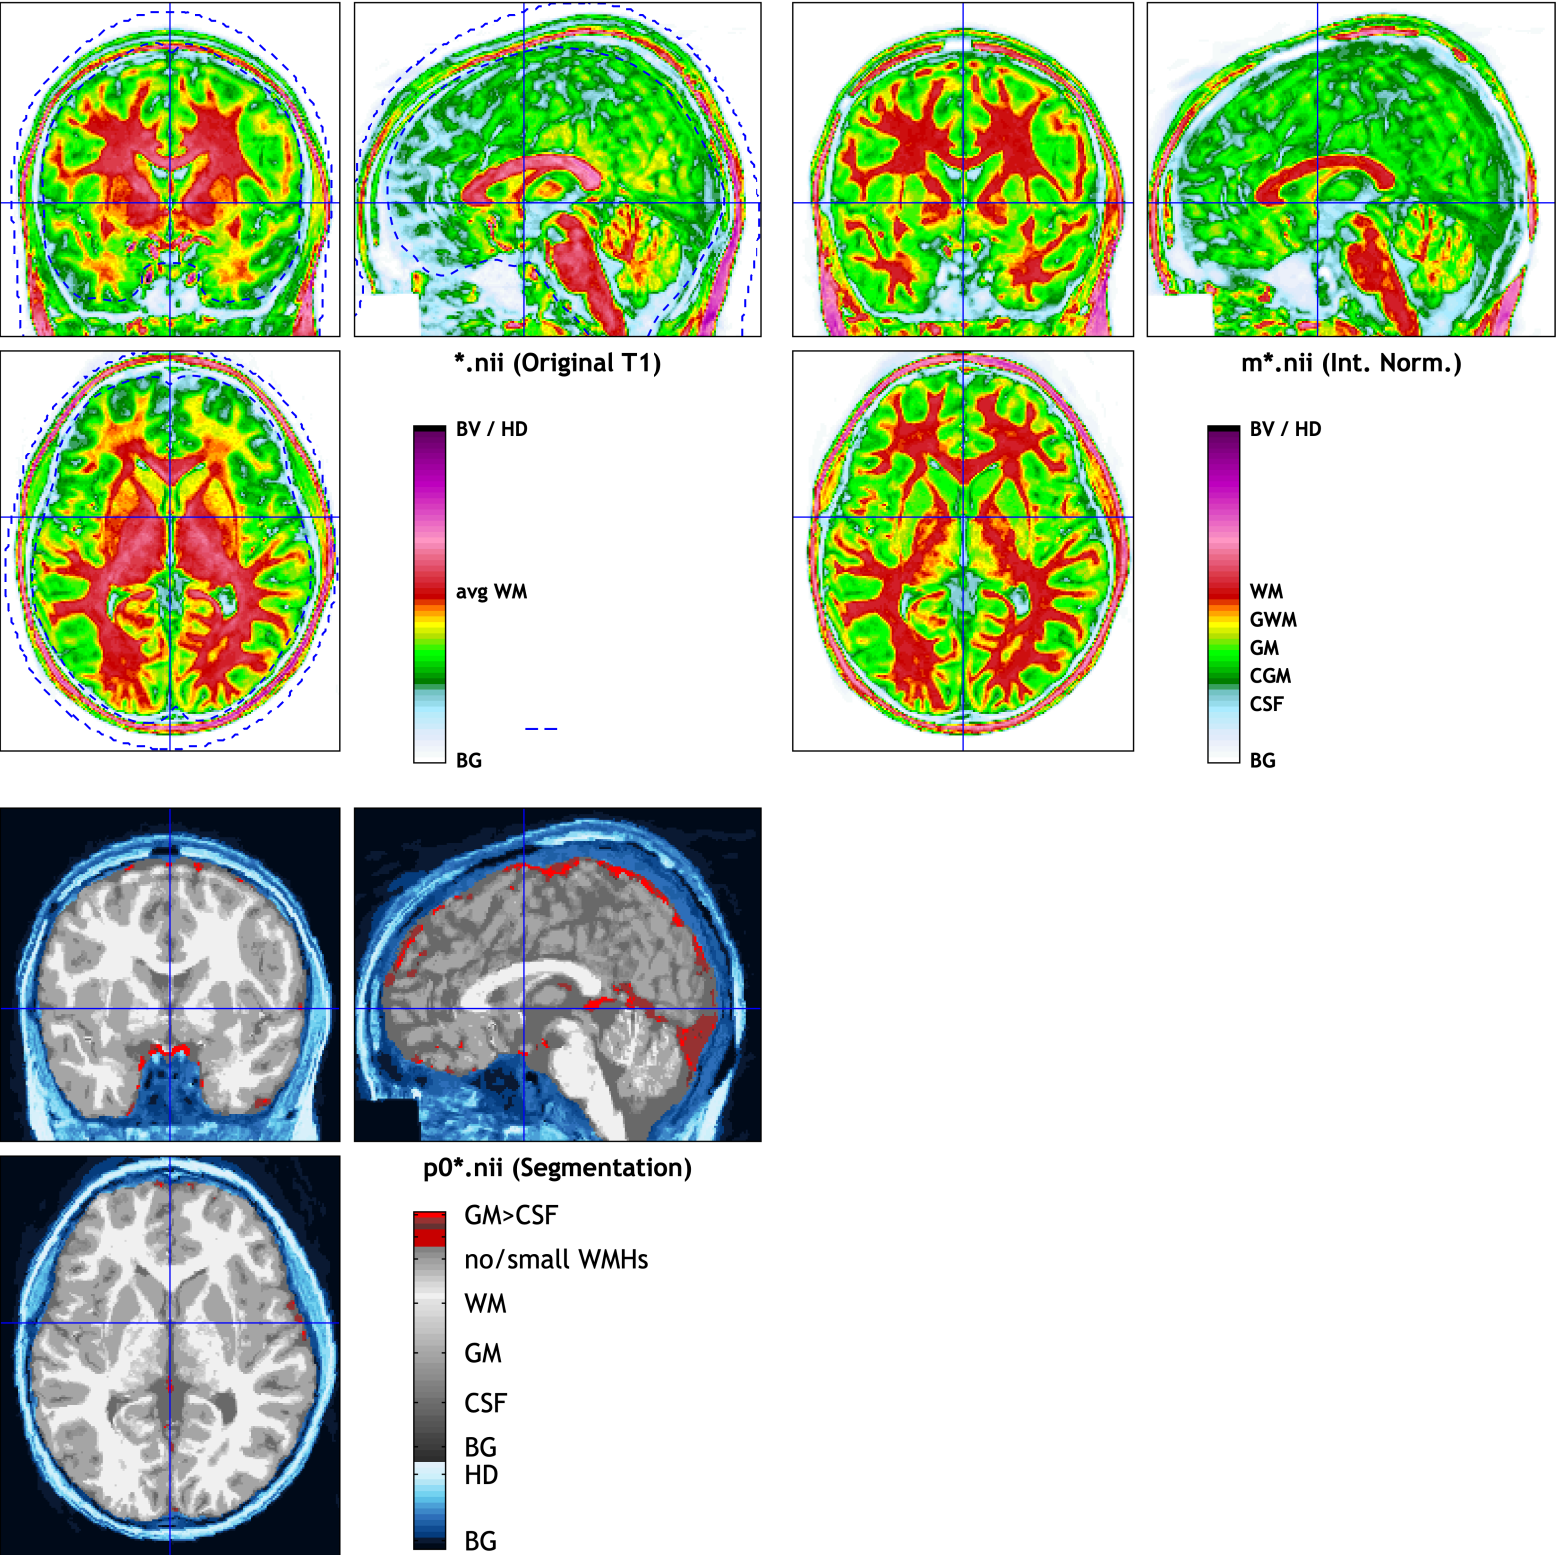 *.nii (Original T1)
BV / HD
avg WM
BG
m*.nii (Int. Norm.)
BV / HD
WM
GWM
GM
CGM
CSF
BG
p0*.nii (Segmentation)
GM>CSF
no/small WMHs
WM
GM
CSF
BG
HD
BG